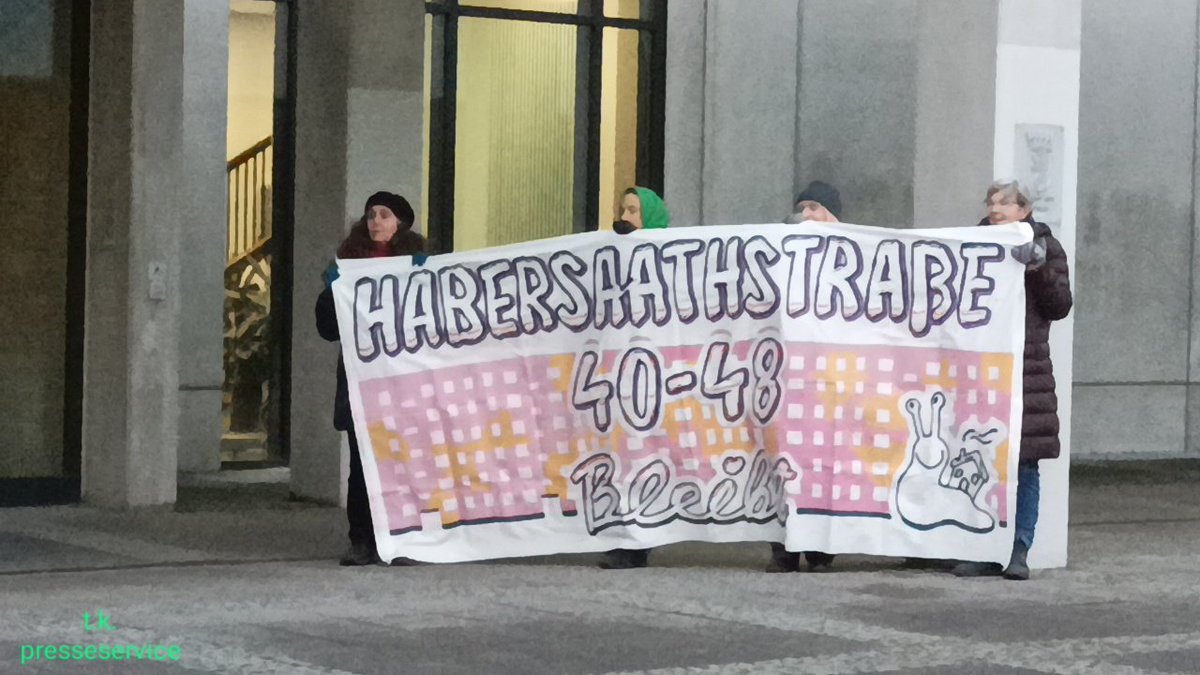 HABERSAATHSTRAßE
40-48
Bleibt
t.k.
presseservice